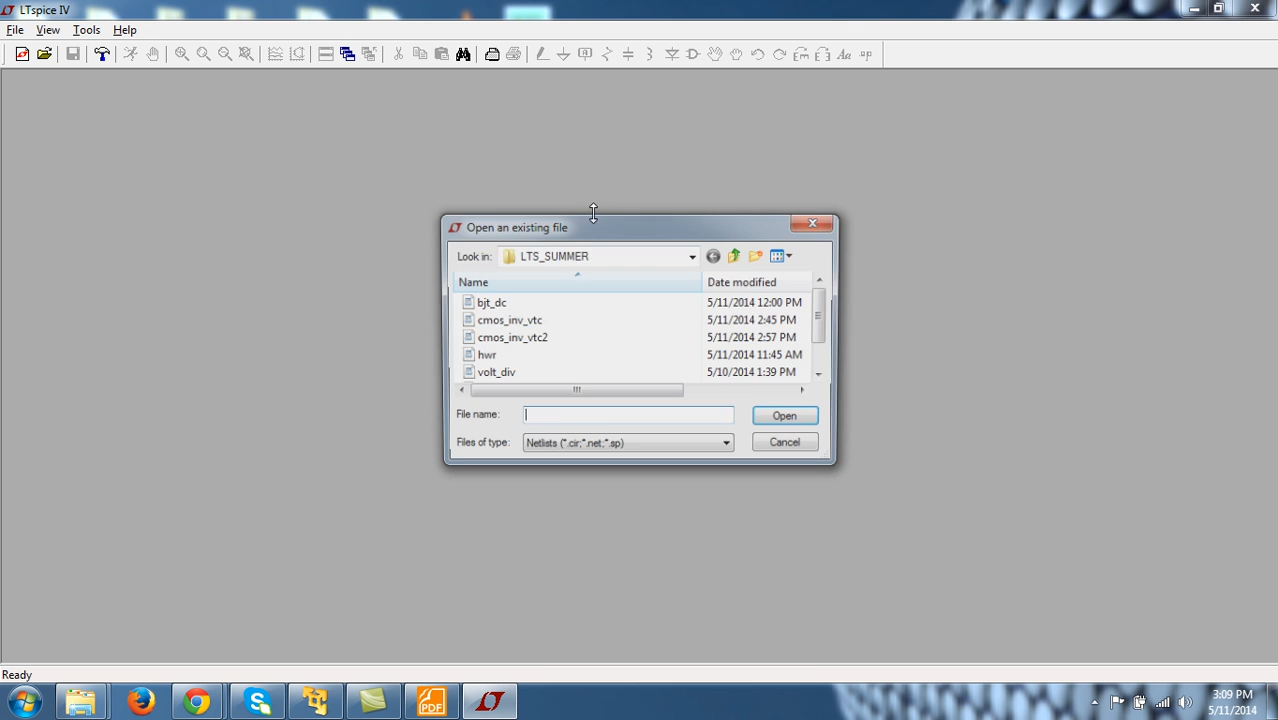 LTspice IV
File View Tools Help
Open an existing file
Look in: LTS_SUMMER
Name Date modified
bjt_dc 5/11/2014 12:00 PM
cmos_inv_vtc 5/11/2014 2:45 PM
cmos_inv_vtc2 5/11/2014 2:57 PM
hwr 5/11/2014 11:45 AM
volt_div 5/10/2014 1:39 PM
File name: Open
Files of type: Netlists (*.cir;*.net;*.sp) Cancel
Ready
PDF
3:09 PM
5/11/2014